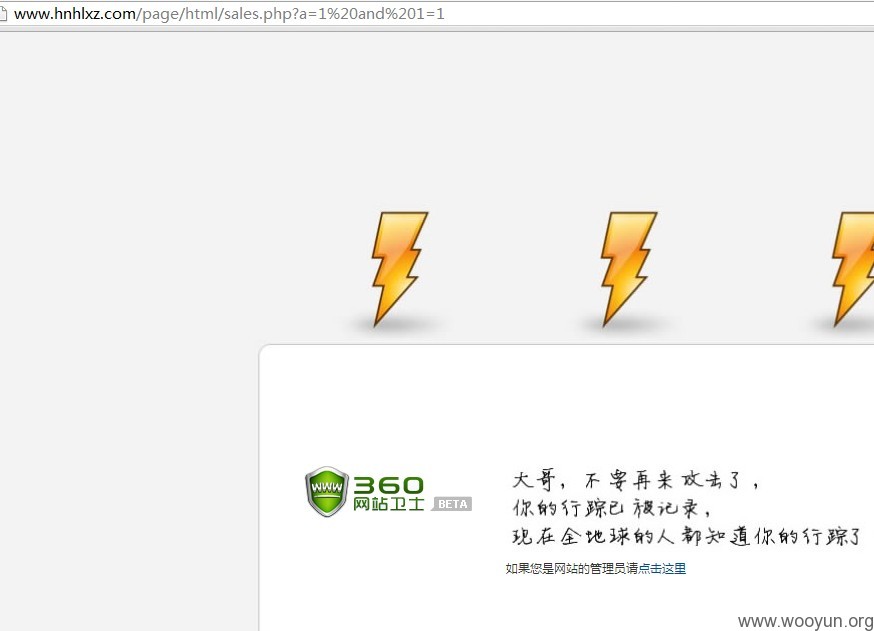 www.hnhlxz.com/page/html/sales.php?a=1%20and%201=1
www
360
网站卫士 BETA
大哥，不要再来攻击了，
你的行踪已被记录，
现在全地球的人都知道你的行踪了
如果您是网站的管理员请点击这里
www.wooyun.org